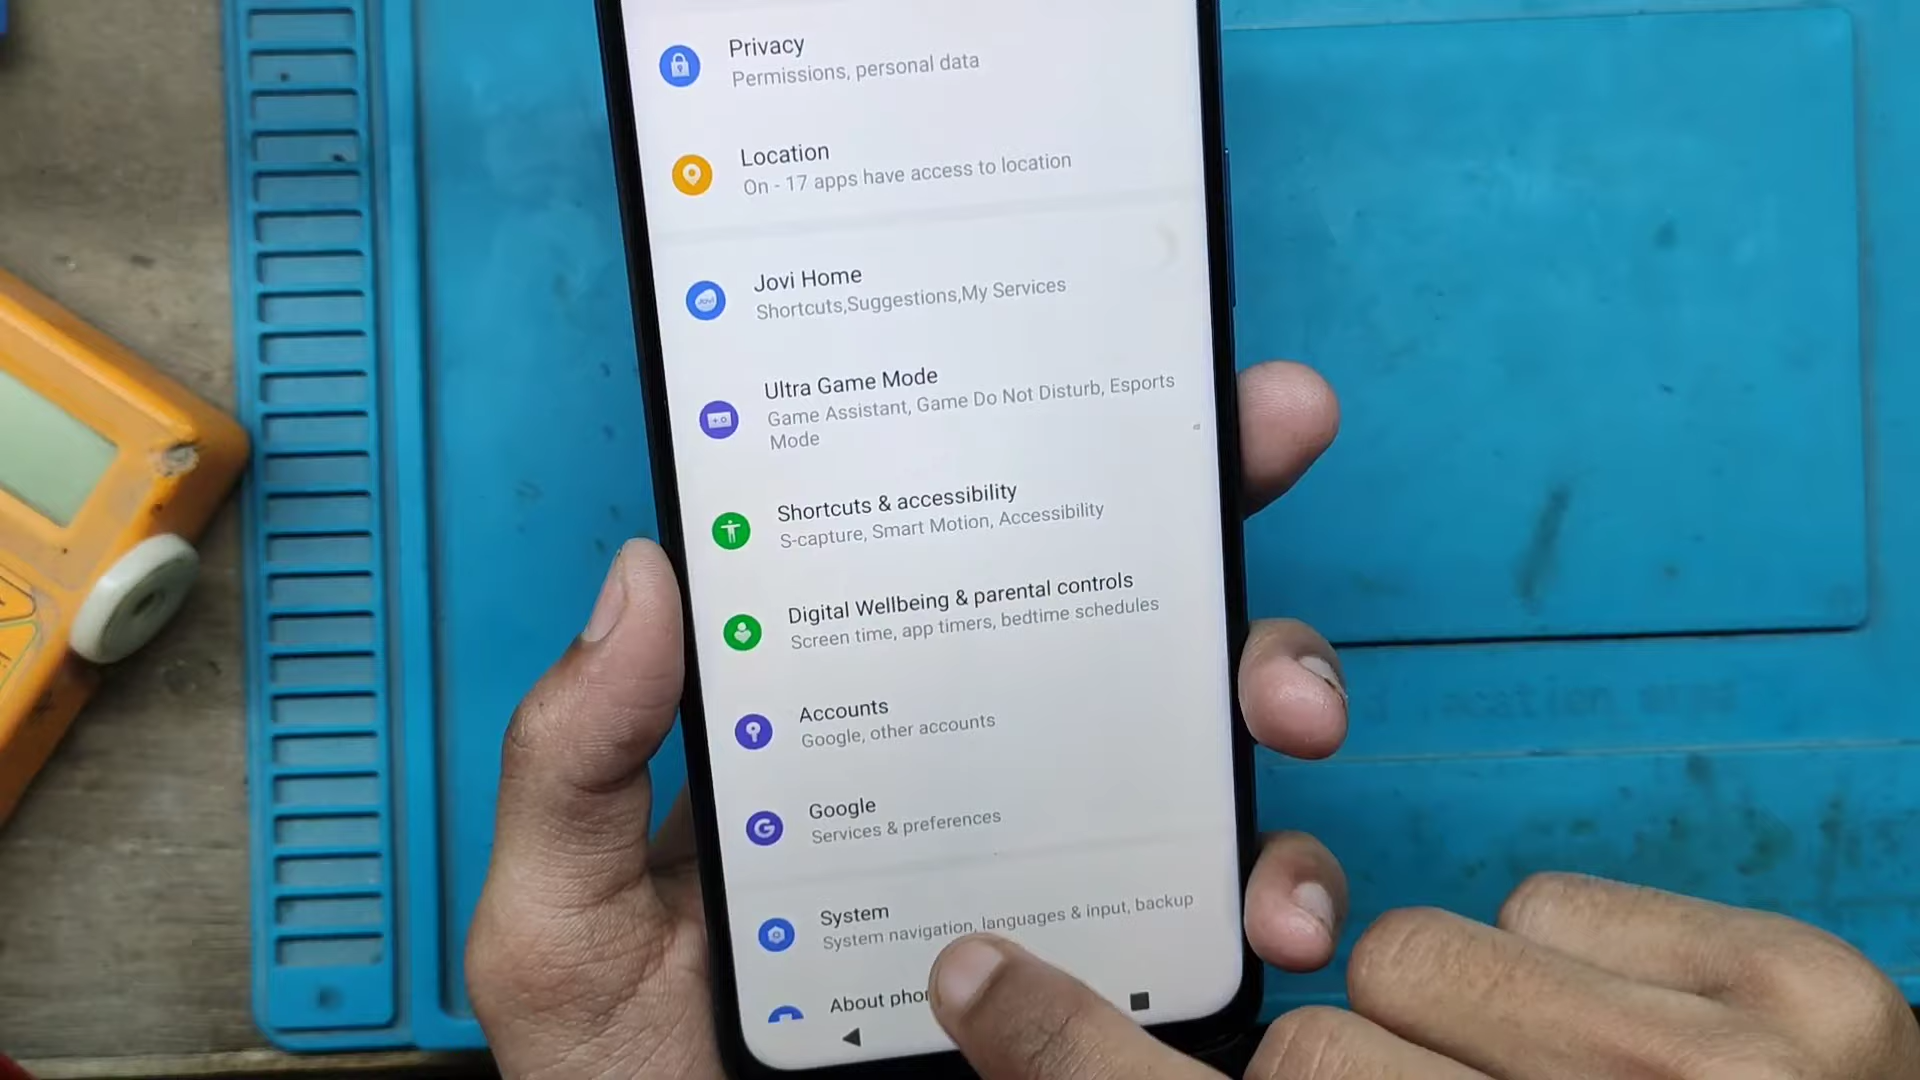 Privacy
Permissions, personal data
Location
On - 17 apps have access to location
Jovi Home
Shortcuts,Suggestions,My Services
Ultra Game Mode
Game Assistant, Game Do Not Disturb, Esports
Mode
Shortcuts & accessibility
S-capture, Smart Motion, Accessibility
Digital Wellbeing & parental controls
Screen time, app timers, bedtime schedules
Accounts
Google, other accounts
Google
Services & preferences
System
System navigation, languages & input, backup
About